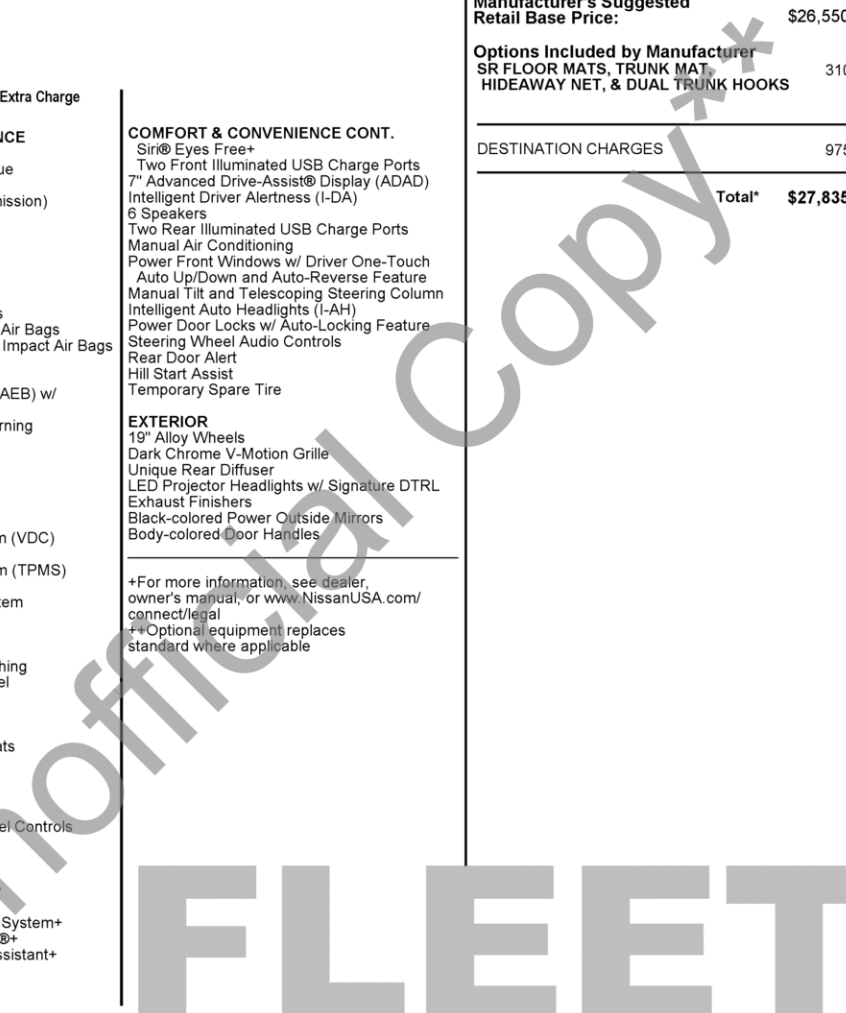 Extra Charge
NCE
ue
ission)
s
Air Bags
Impact Air Bags
AEB) w/
rning
m (VDC)
m (TPMS)
tem
hing
el
ats
el Controls
System+
®+
ssistant+
COMFORT & CONVENIENCE CONT.
Siri® Eyes Free+
Two Front Illuminated USB Charge Ports
7" Advanced Drive-Assist® Display (ADAD)
Intelligent Driver Alertness (I-DA)
6 Speakers
Two Rear Illuminated USB Charge Ports
Manual Air Conditioning
Power Front Windows w/ Driver One-Touch
Auto Up/Down and Auto-Reverse Feature
Manual Tilt and Telescoping Steering Column
Intelligent Auto Headlights (I-AH)
Power Door Locks w/ Auto-Locking Feature
Steering Wheel Audio Controls
Rear Door Alert
Hill Start Assist
Temporary Spare Tire
EXTERIOR
19" Alloy Wheels
Dark Chrome V-Motion Grille
Unique Rear Diffuser
LED Projector Headlights w/ Signature DTRL
Exhaust Finishers
Black-colored Power Outside Mirrors
Body-colored Door Handles
+For more information, see dealer,
owner's manual, or www.NissanUSA.com/
connect/legal
++Optional equipment replaces
standard where applicable
Manufacturer's Suggested
Retail Base Price: $26,550
Options Included by Manufacturer
SR FLOOR MATS, TRUNK MAT, 310
HIDEAWAY NET, & DUAL TRUNK HOOKS
DESTINATION CHARGES 975
Total* $27,835
nofficial Copy**
FLEET